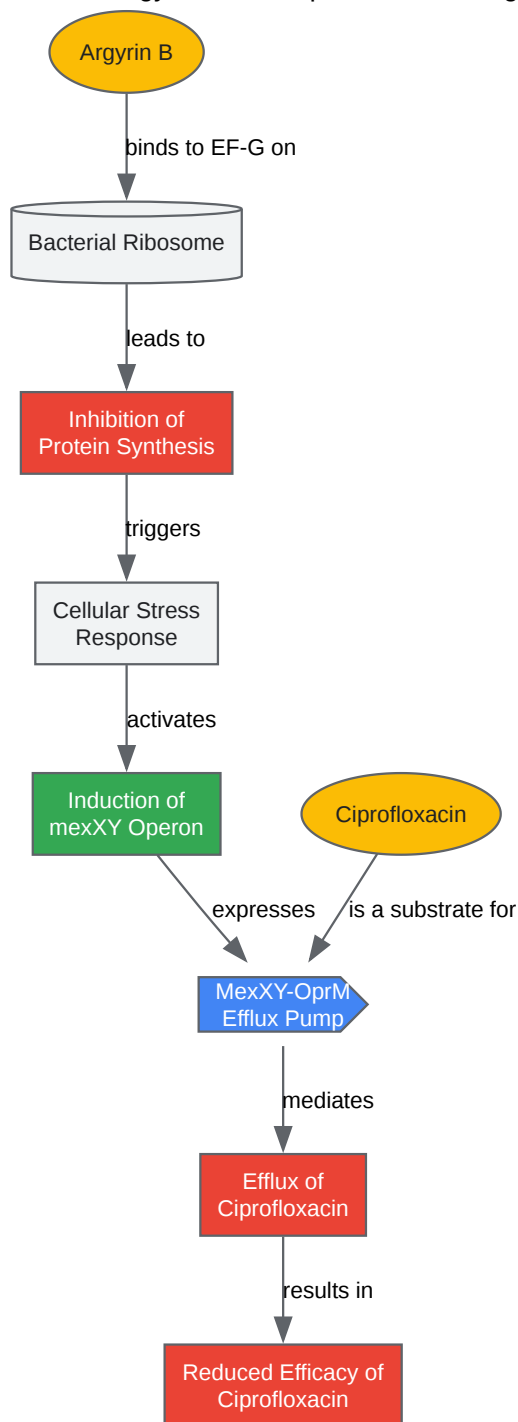 Argyrin B
binds to EF-G on
Bacterial Ribosome
leads to
Inhibition of
Protein Synthesis
triggers
Cellular Stress
Response
activates
Induction of
mexXY Operon
Ciprofloxacin
expresses
is a substrate for
MexXY-OprM
Efflux Pump
mediates
Efflux of
Ciprofloxacin
results in
Reduced Efficacy of
Ciprofloxacin